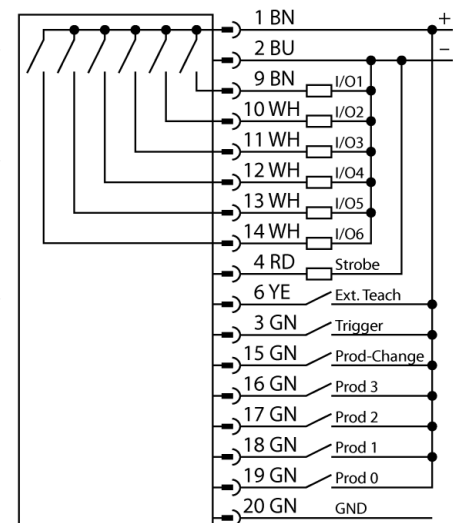 1 BN +
2 BU −
9 BN I/O1
10 WH I/O2
11 WH I/O3
12 WH I/O4
13 WH I/O5
14 WH I/O6
4 RD Strobe
6 YE Ext. Teach
3 GN Trigger
15 GN Prod-Change
16 GN Prod 3
17 GN Prod 2
18 GN Prod 1
19 GN Prod 0
20 GN GND